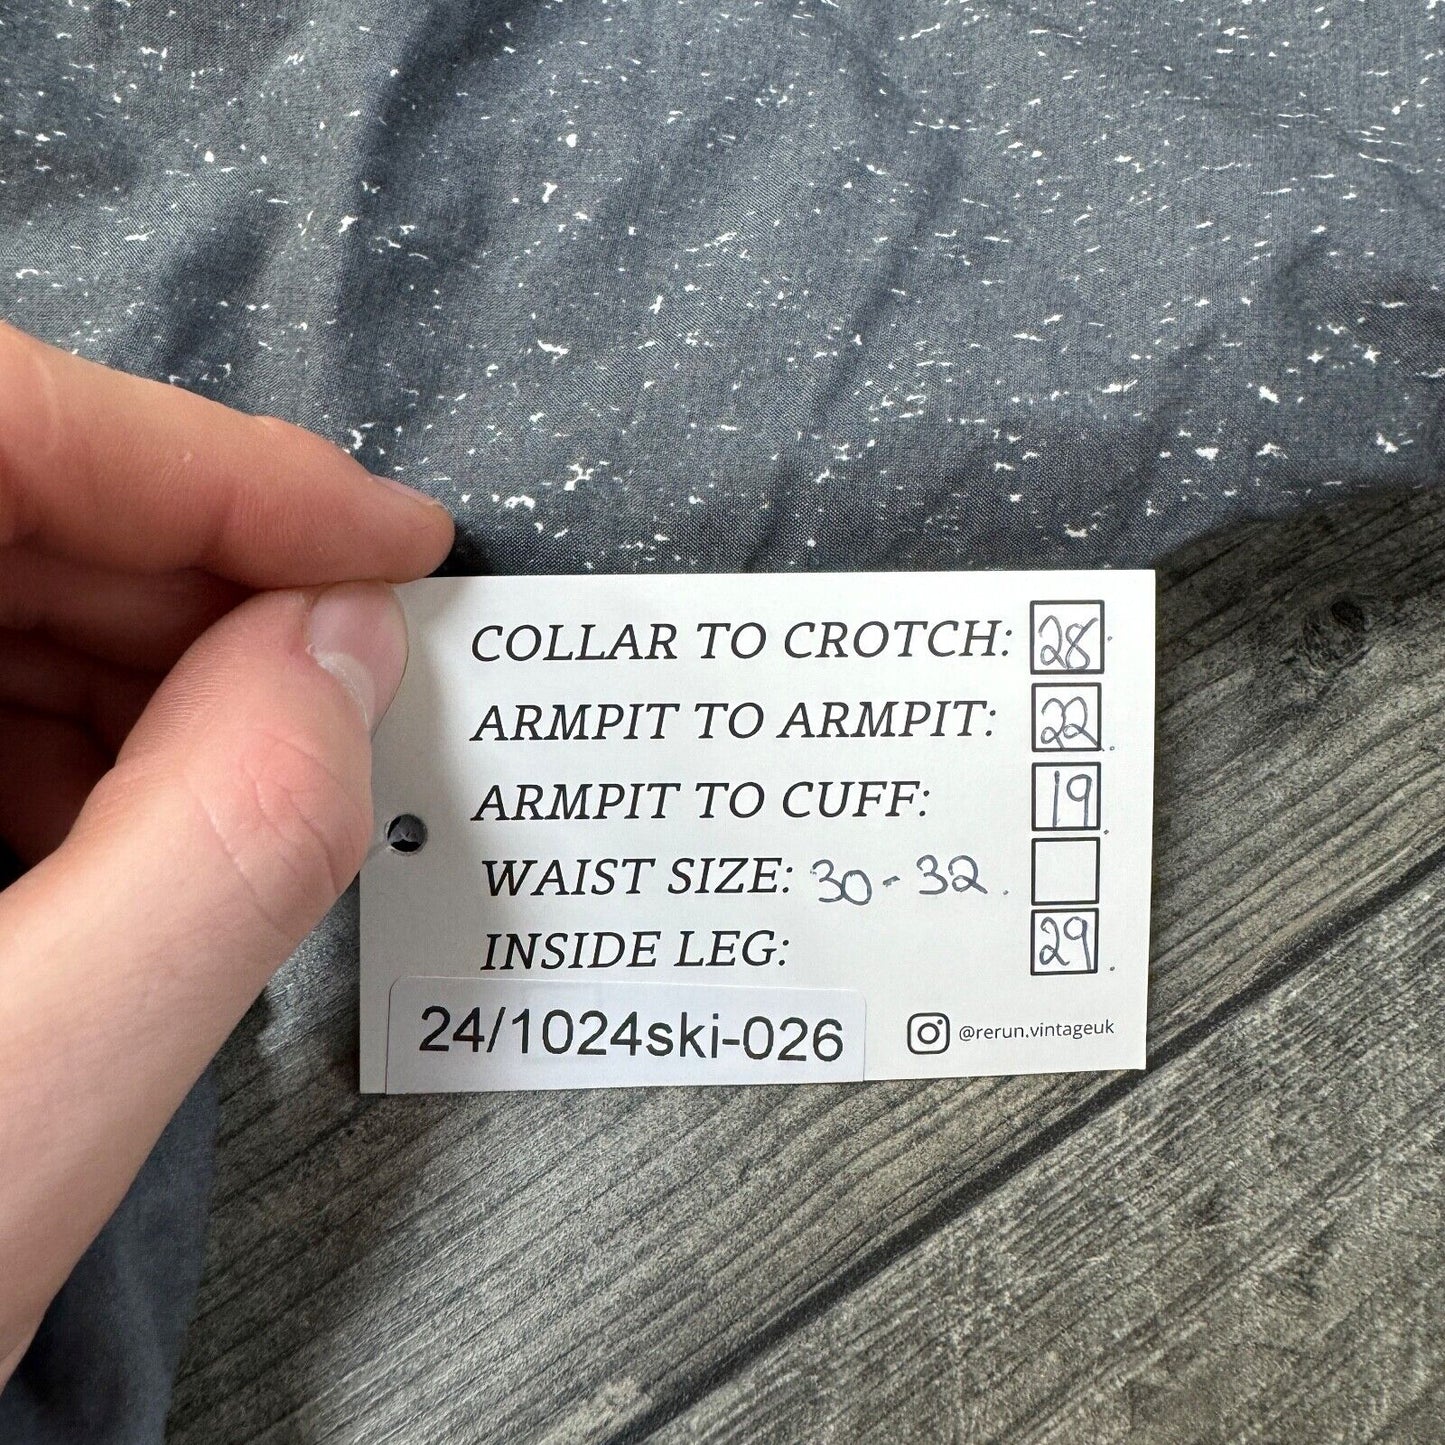 COLLAR TO CROTCH: 28
ARMPIT TO ARMPIT: 22
ARMPIT TO CUFF: 19
WAIST SIZE: 30-32
INSIDE LEG: 29
24/1024ski-026
@rerun.vintageuk